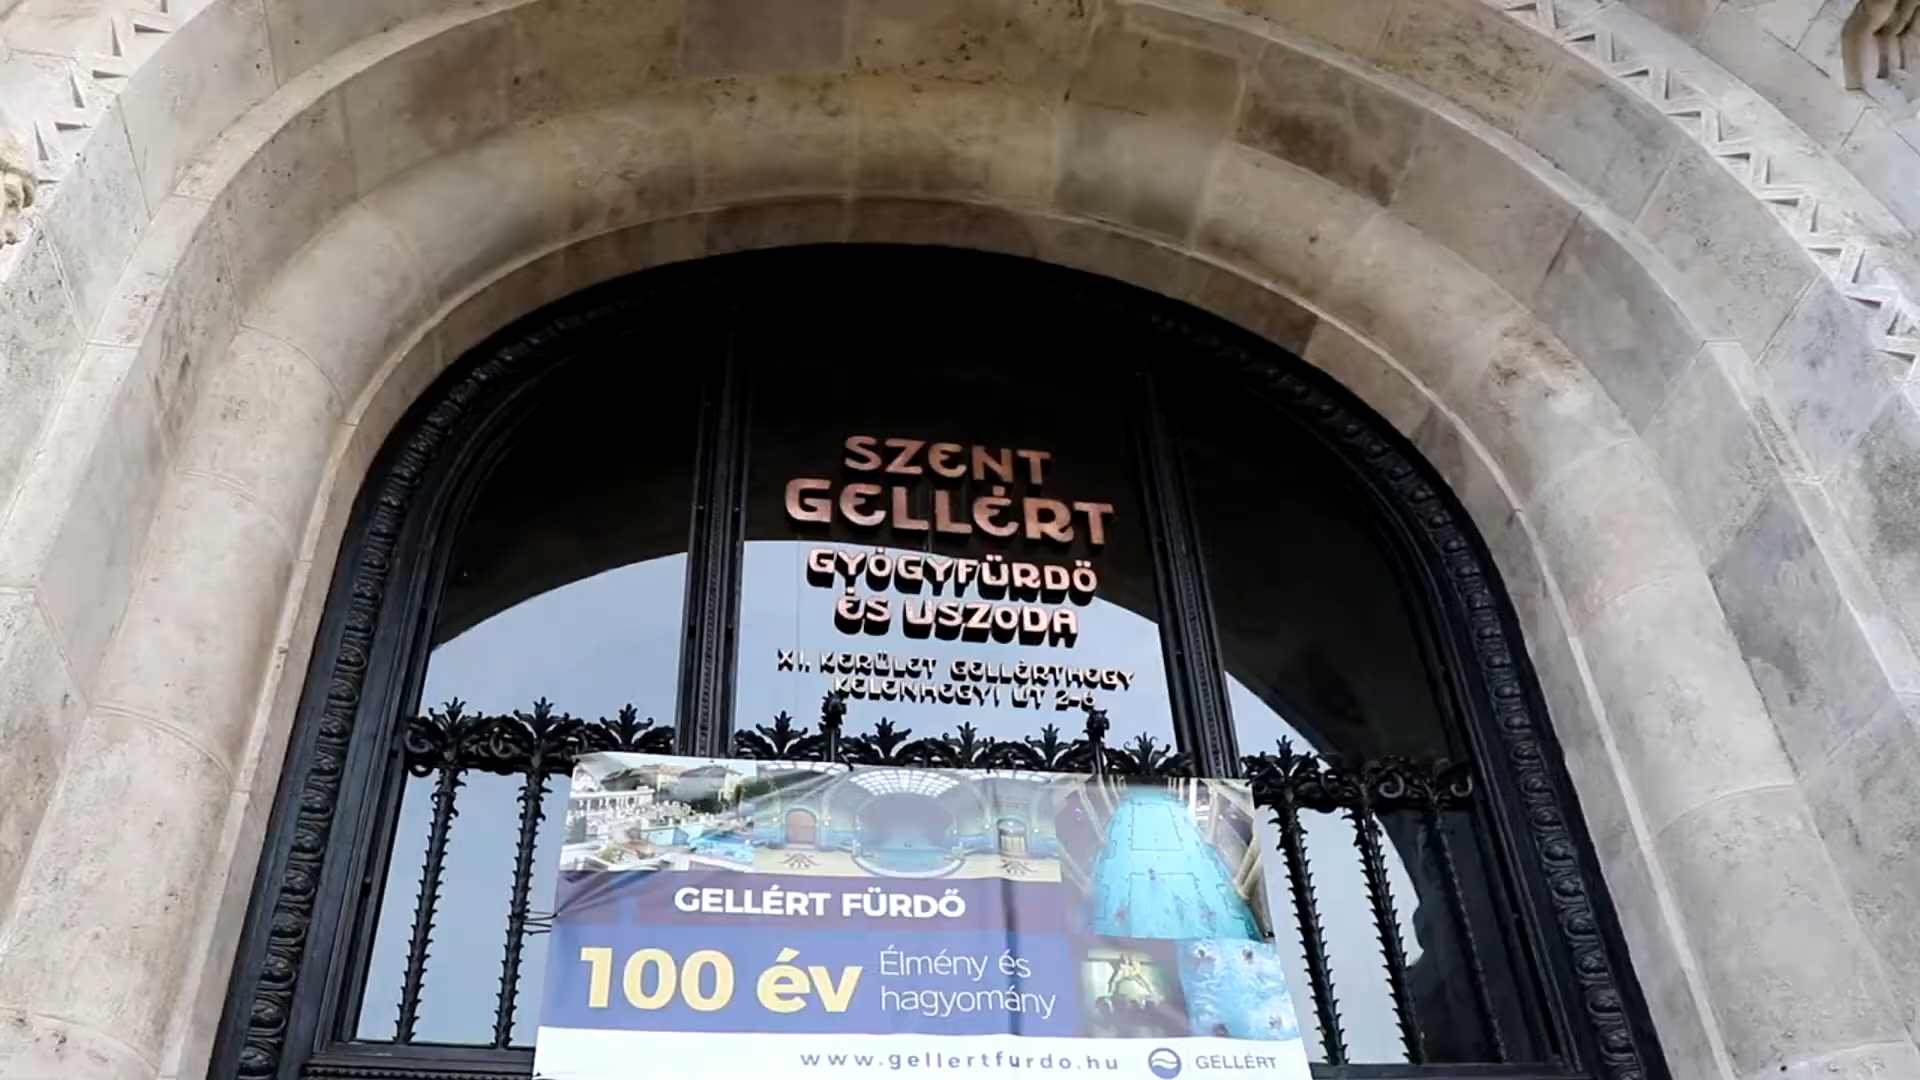 SZENT
GELLÉRT
GYÓGYFÜRDŐ
ÉS USZODA
XI. KERÜLET GELLÉRTHEGY
KELENHEGYI ÚT 2-6
GELLÉRT FÜRDŐ
100 év
Élmény és
hagyomány
www.gellertfurdo.hu
GELLÉRT